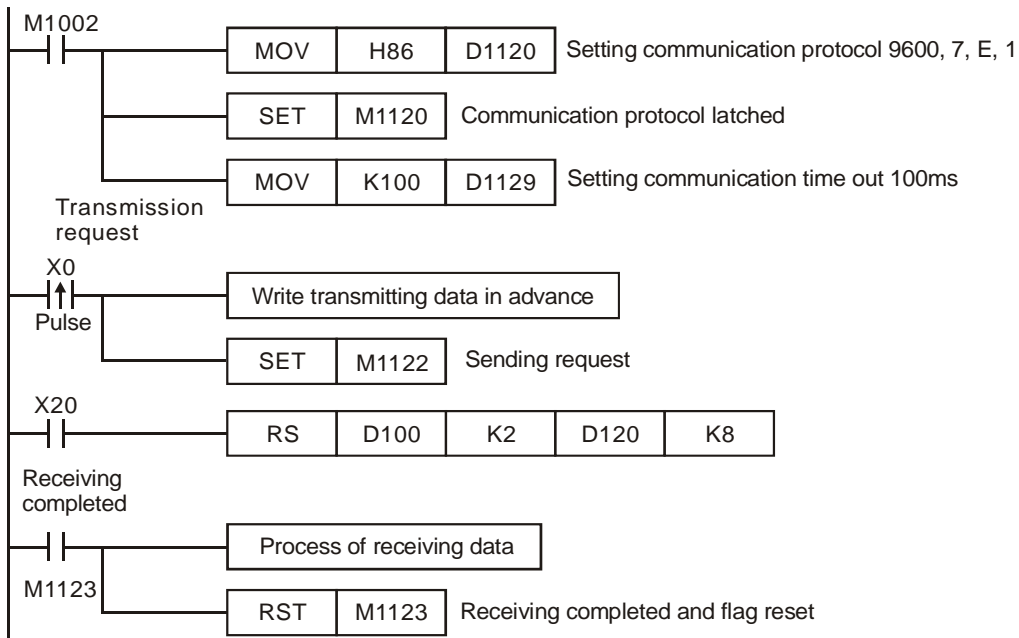 M1002
MOV H86 D1120 Setting communication protocol 9600, 7, E, 1
SET M1120 Communication protocol latched
MOV K100 D1129 Setting communication time out 100ms
Transmission
request
X0
Write transmitting data in advance
Pulse
SET M1122 Sending request
X20
RS D100 K2 D120 K8
Receiving
completed
Process of receiving data
M1123
RST M1123 Receiving completed and flag reset